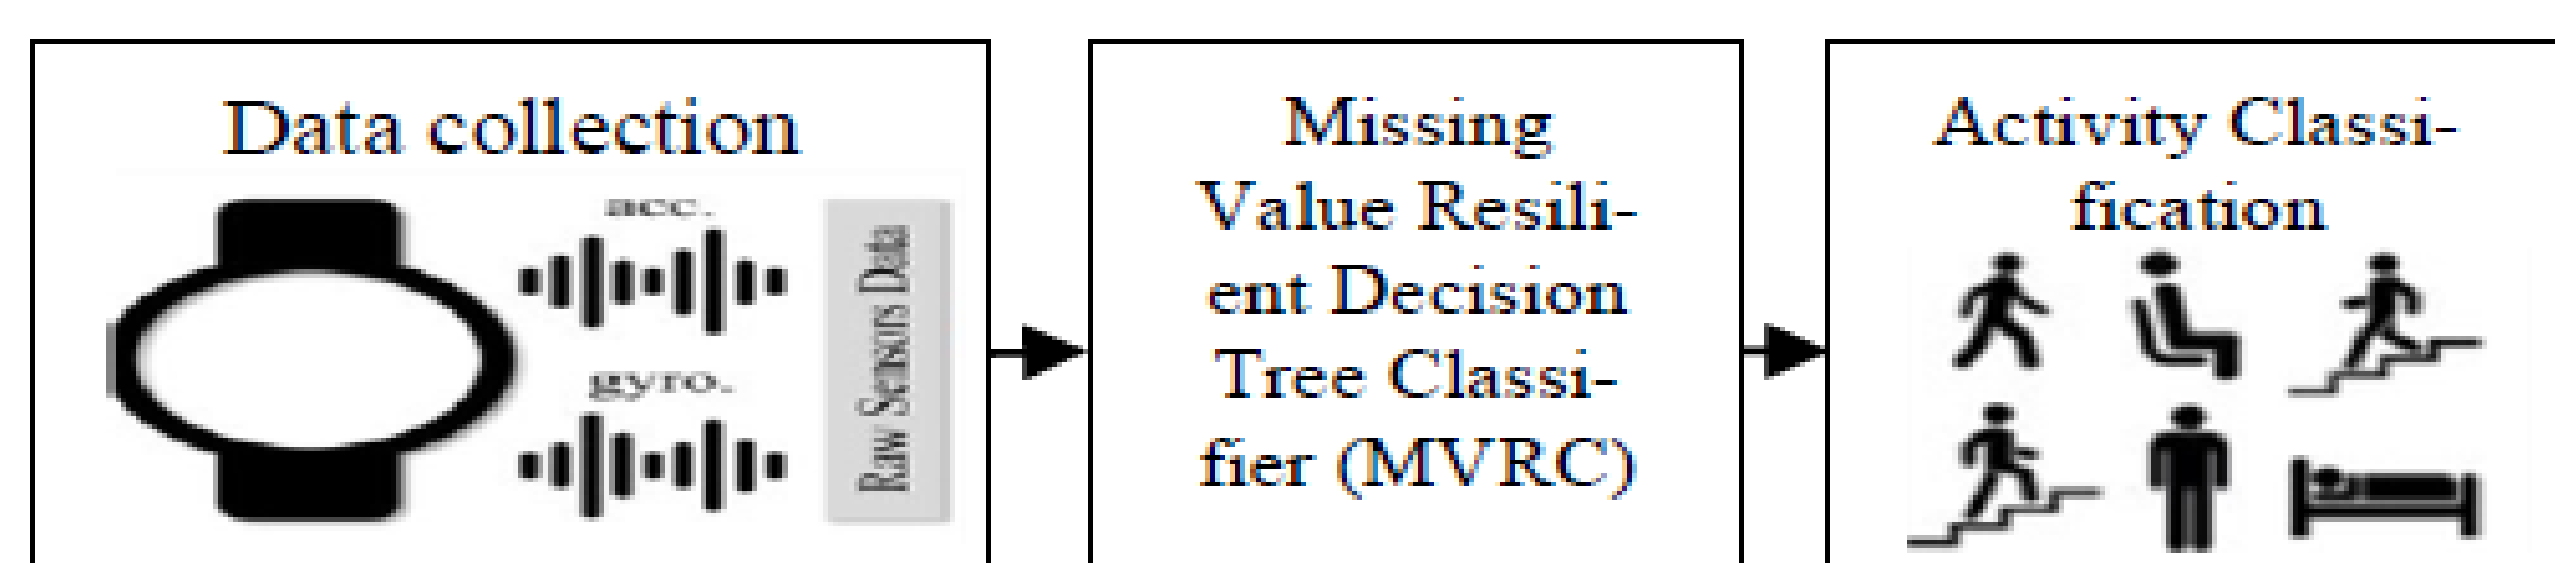 Data collection
acc.
gyro.
Raw Sensors Data
Missing
Value Resili-
ent Decision
Tree Classi-
fier (MVRC)
Activity Classi-
fication